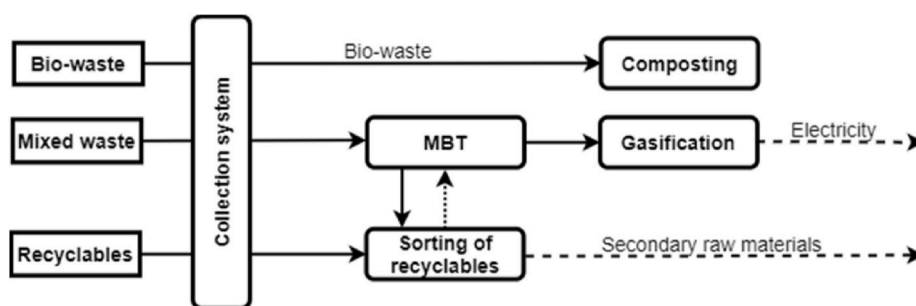 Bio-waste
Bio-waste
Composting
Collection system
Mixed waste
MBT
Gasification
Electricity
Recyclables
Sorting of
recyclables
Secondary raw materials